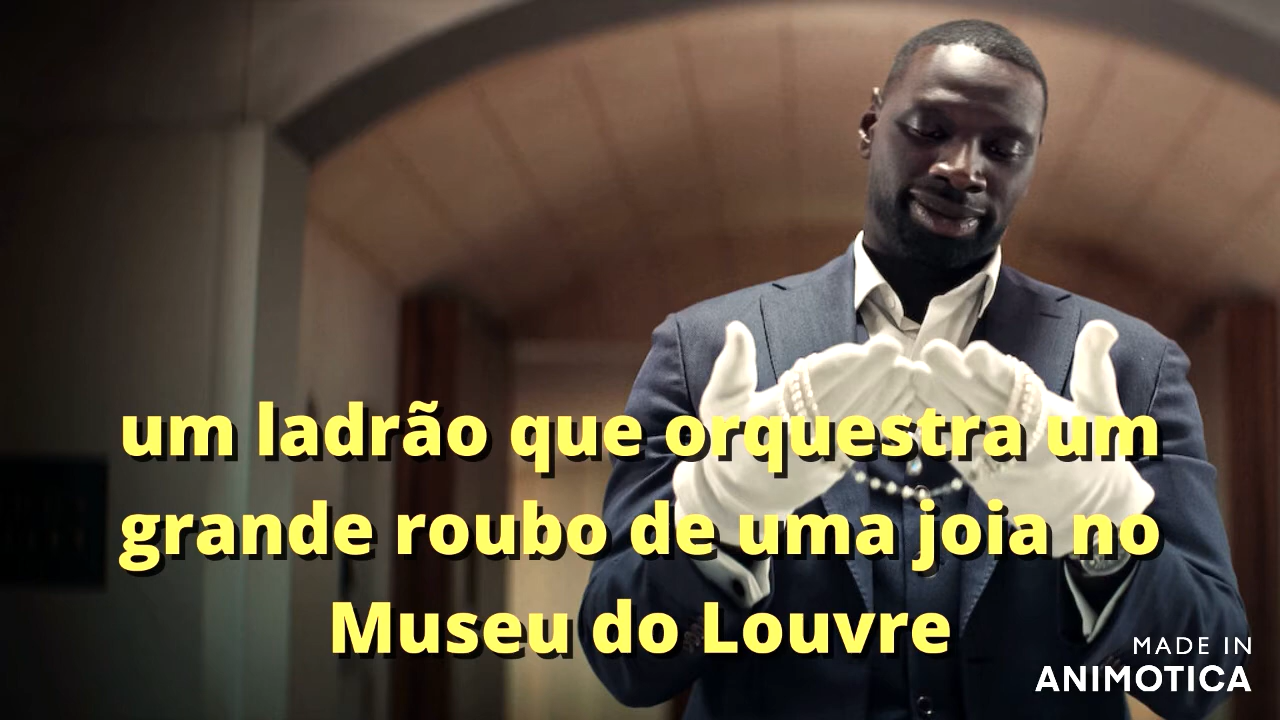 um ladrão que orquestra um
grande roubo de uma joia no
Museu do Louvre
MADE IN
ANIMOTICA